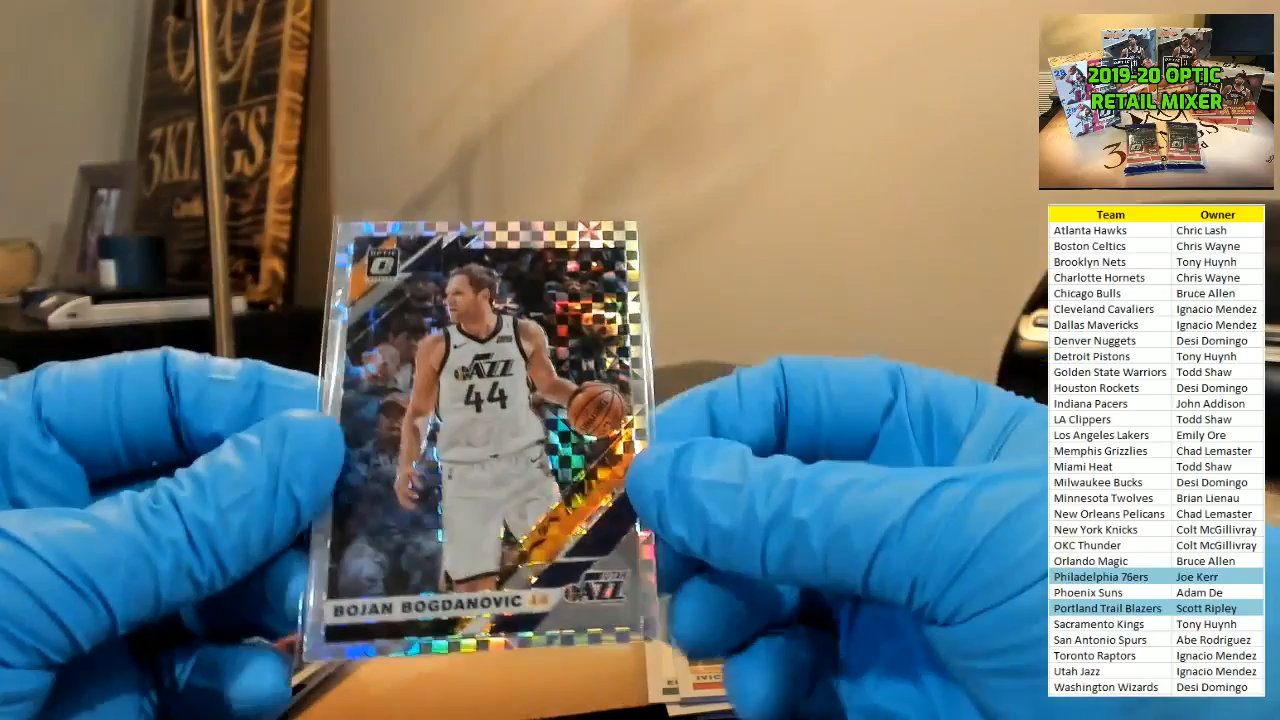 3KINGS
2019-20 OPTIC
RETAIL MIXER
OPTIC
JAZZ
44
BOJAN BOGDANOVIC 44
UTAH
JAZZ
Team Owner
Atlanta Hawks Chric Lash
Boston Celtics Chris Wayne
Brooklyn Nets Tony Huynh
Charlotte Hornets Chris Wayne
Chicago Bulls Bruce Allen
Cleveland Cavaliers Ignacio Mendez
Dallas Mavericks Ignacio Mendez
Denver Nuggets Desi Domingo
Detroit Pistons Tony Huynh
Golden State Warriors Todd Shaw
Houston Rockets Desi Domingo
Indiana Pacers John Addison
LA Clippers Todd Shaw
Los Angeles Lakers Emily Ore
Memphis Grizzlies Chad Lemaster
Miami Heat Todd Shaw
Milwaukee Bucks Desi Domingo
Minnesota Twolves Brian Lienau
New Orleans Pelicans Chad Lemaster
New York Knicks Colt McGillivray
OKC Thunder Colt McGillivray
Orlando Magic Bruce Allen
Philadelphia 76ers Joe Kerr
Phoenix Suns Adam De
Portland Trail Blazers Scott Ripley
Sacramento Kings Tony Huynh
San Antonio Spurs Abe Rodriguez
Toronto Raptors Ignacio Mendez
Utah Jazz Ignacio Mendez
Washington Wizards Desi Domingo